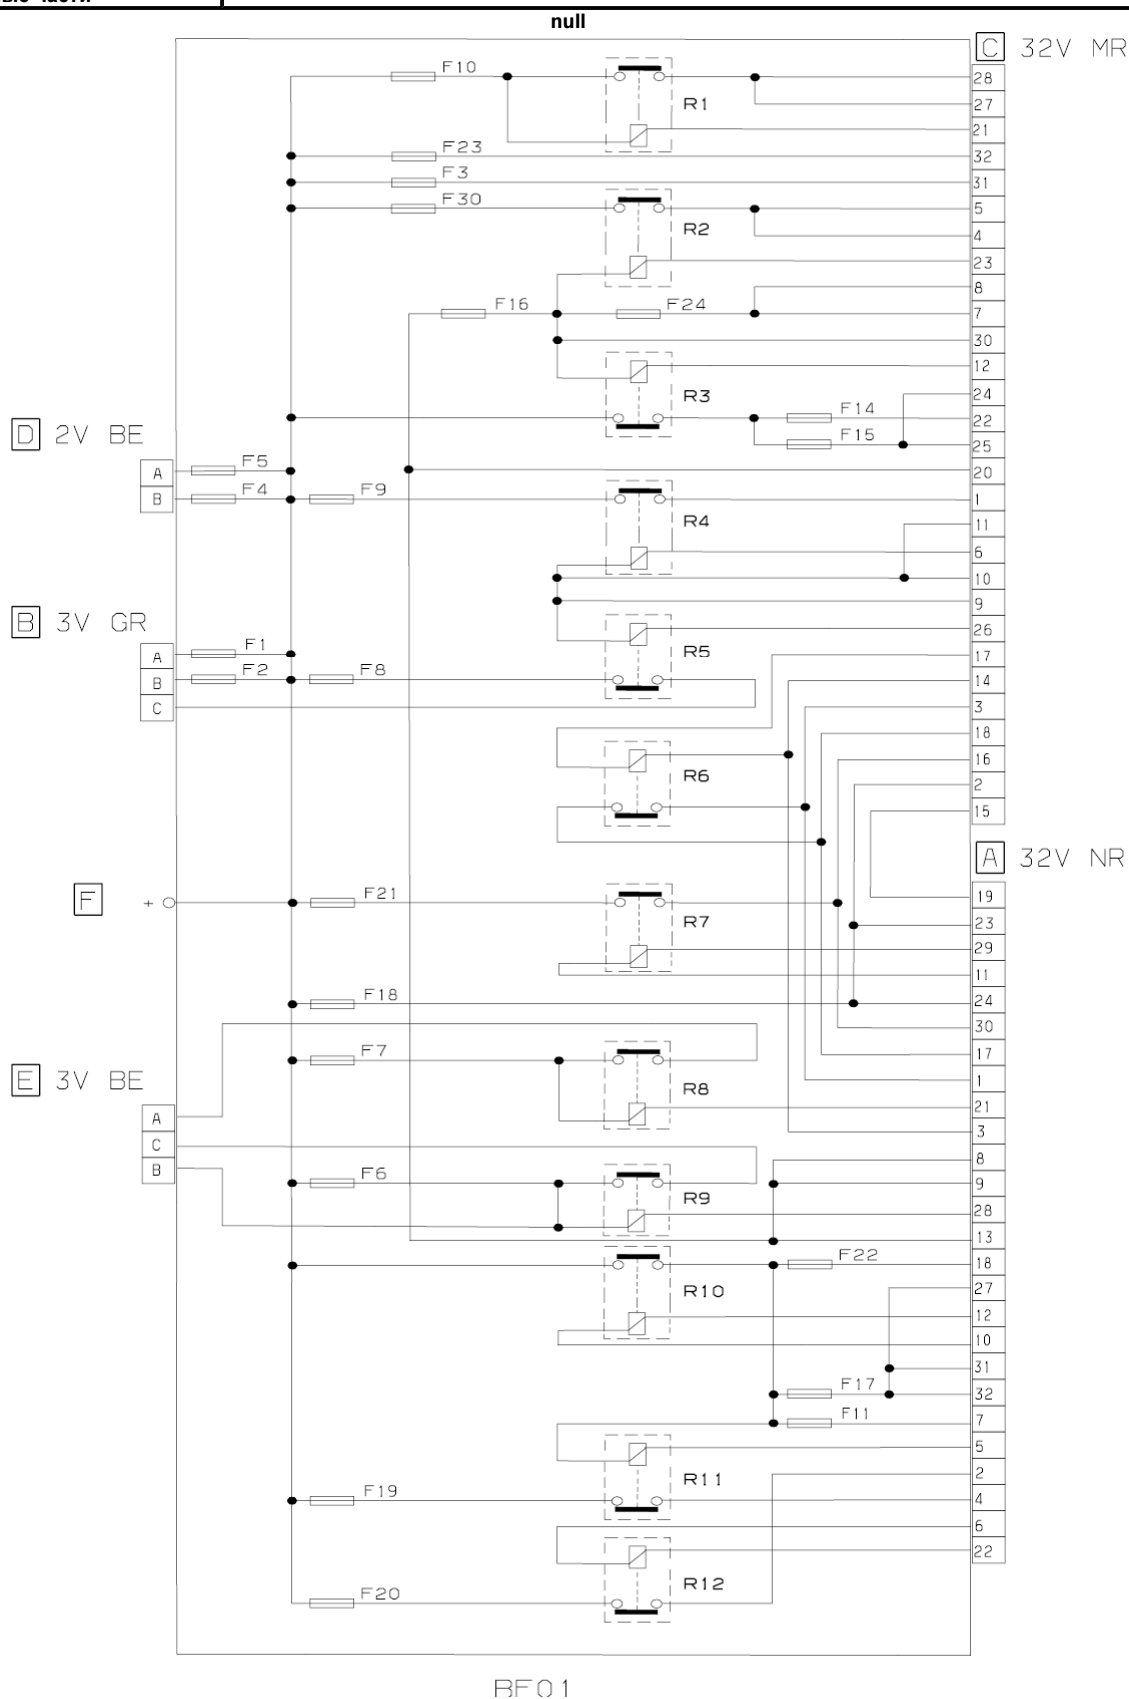 вые части
null
C 32V MR
F10
28
R1
27
21
F23
32
F3
31
F30
5
R2
4
23
8
F16
F24
7
30
12
R3
24
F14
22
D 2V BE
F15
25
A
F5
20
B
F4
F9
1
R4
11
6
10
9
B 3V GR
26
F1
R5
A
17
F2
F8
B
14
C
3
18
16
R6
2
15
A 32V NR
F
+
F21
19
R7
23
29
11
F18
24
30
F7
17
E 3V BE
R8
1
A
21
C
3
B
8
F6
9
R9
28
13
F22
18
R10
27
12
10
31
F17
32
F11
7
5
R11
2
F19
4
6
22
F20
R12
BF01